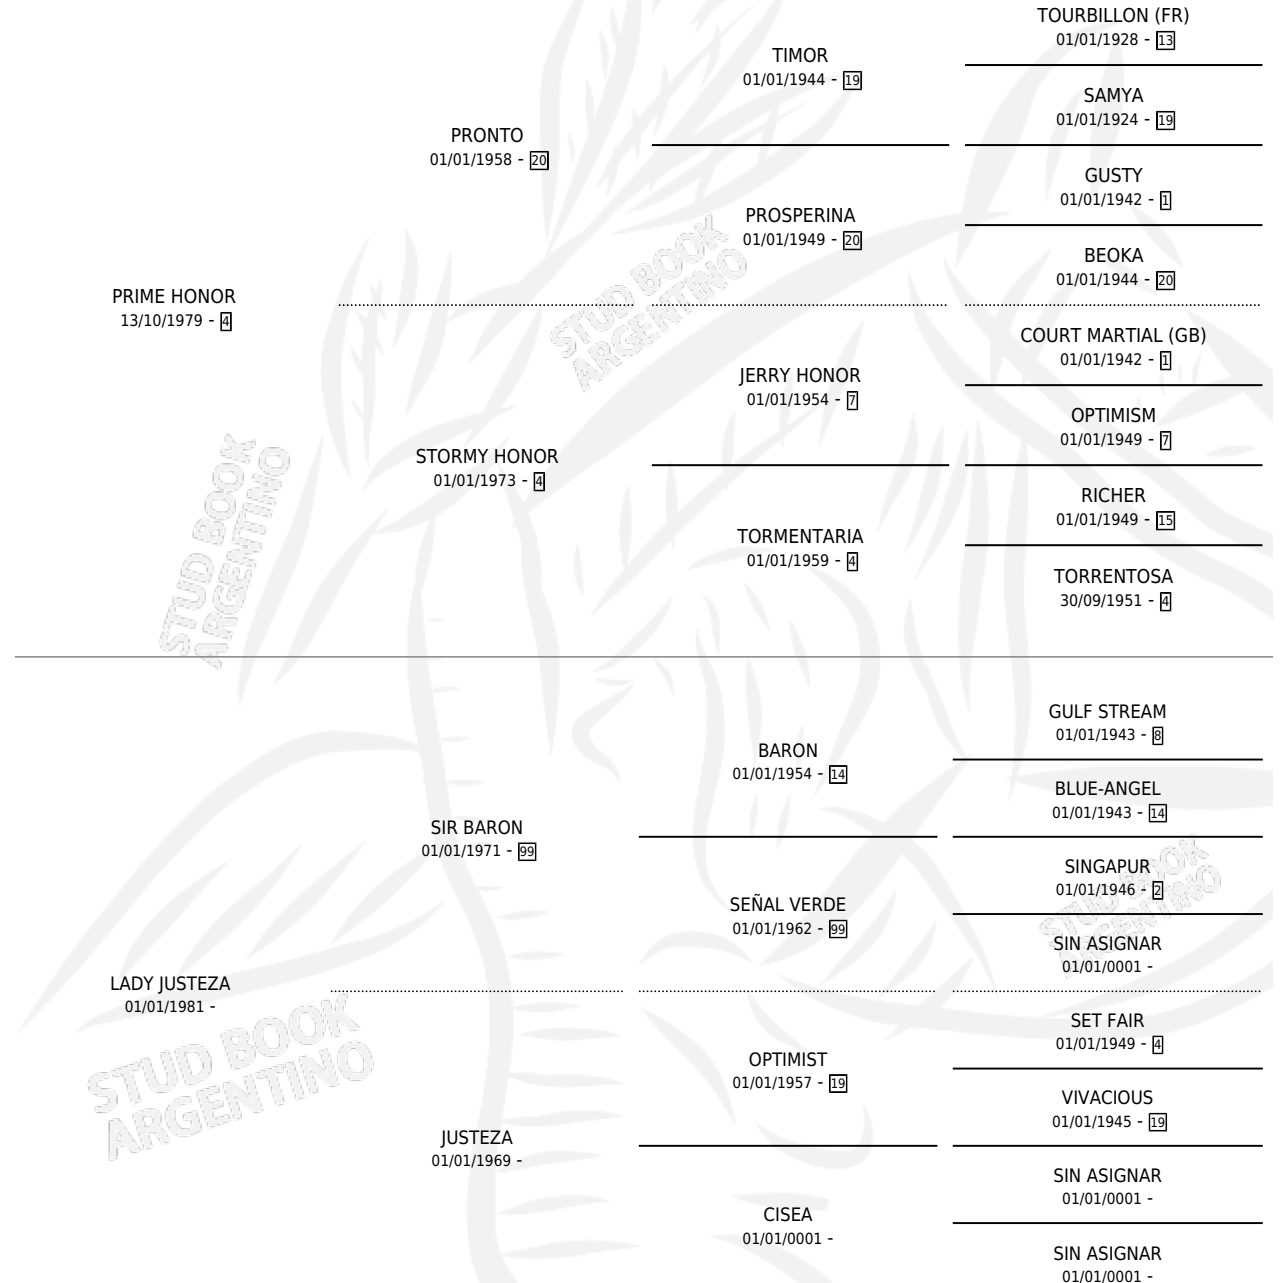 TOURBILLON (FR)
01/01/1928 - 13
TIMOR
01/01/1944 - 19
SAMYA
01/01/1924 - 19
PRONTO
01/01/1958 - 20
GUSTY
01/01/1942 - 1
PROSPERINA
01/01/1949 - 20
BEOKA
01/01/1944 - 20
PRIME HONOR
13/10/1979 - 4
COURT MARTIAL (GB)
01/01/1942 - 1
JERRY HONOR
01/01/1954 - 7
OPTIMISM
01/01/1949 - 7
STORMY HONOR
01/01/1973 - 4
RICHER
01/01/1949 - 15
TORMENTARIA
01/01/1959 - 4
TORRENTOSA
30/09/1951 - 4
GULF STREAM
01/01/1943 - 8
BARON
01/01/1954 - 14
BLUE-ANGEL
01/01/1943 - 14
SIR BARON
01/01/1971 - 99
SINGAPUR
01/01/1946 - 2
SEÑAL VERDE
01/01/1962 - 99
SIN ASIGNAR
01/01/0001 -
LADY JUSTEZA
01/01/1981 -
SET FAIR
01/01/1949 - 4
OPTIMIST
01/01/1957 - 19
VIVACIOUS
01/01/1945 - 19
JUSTEZA
01/01/1969 -
SIN ASIGNAR
01/01/0001 -
CISEA
01/01/0001 -
SIN ASIGNAR
01/01/0001 -
STUD BOOK
ARGENTINO
STUD BOOK
ARGENTINO
STUD BOOK
ARGENTINO
STUD BOOK
ARGENTINO